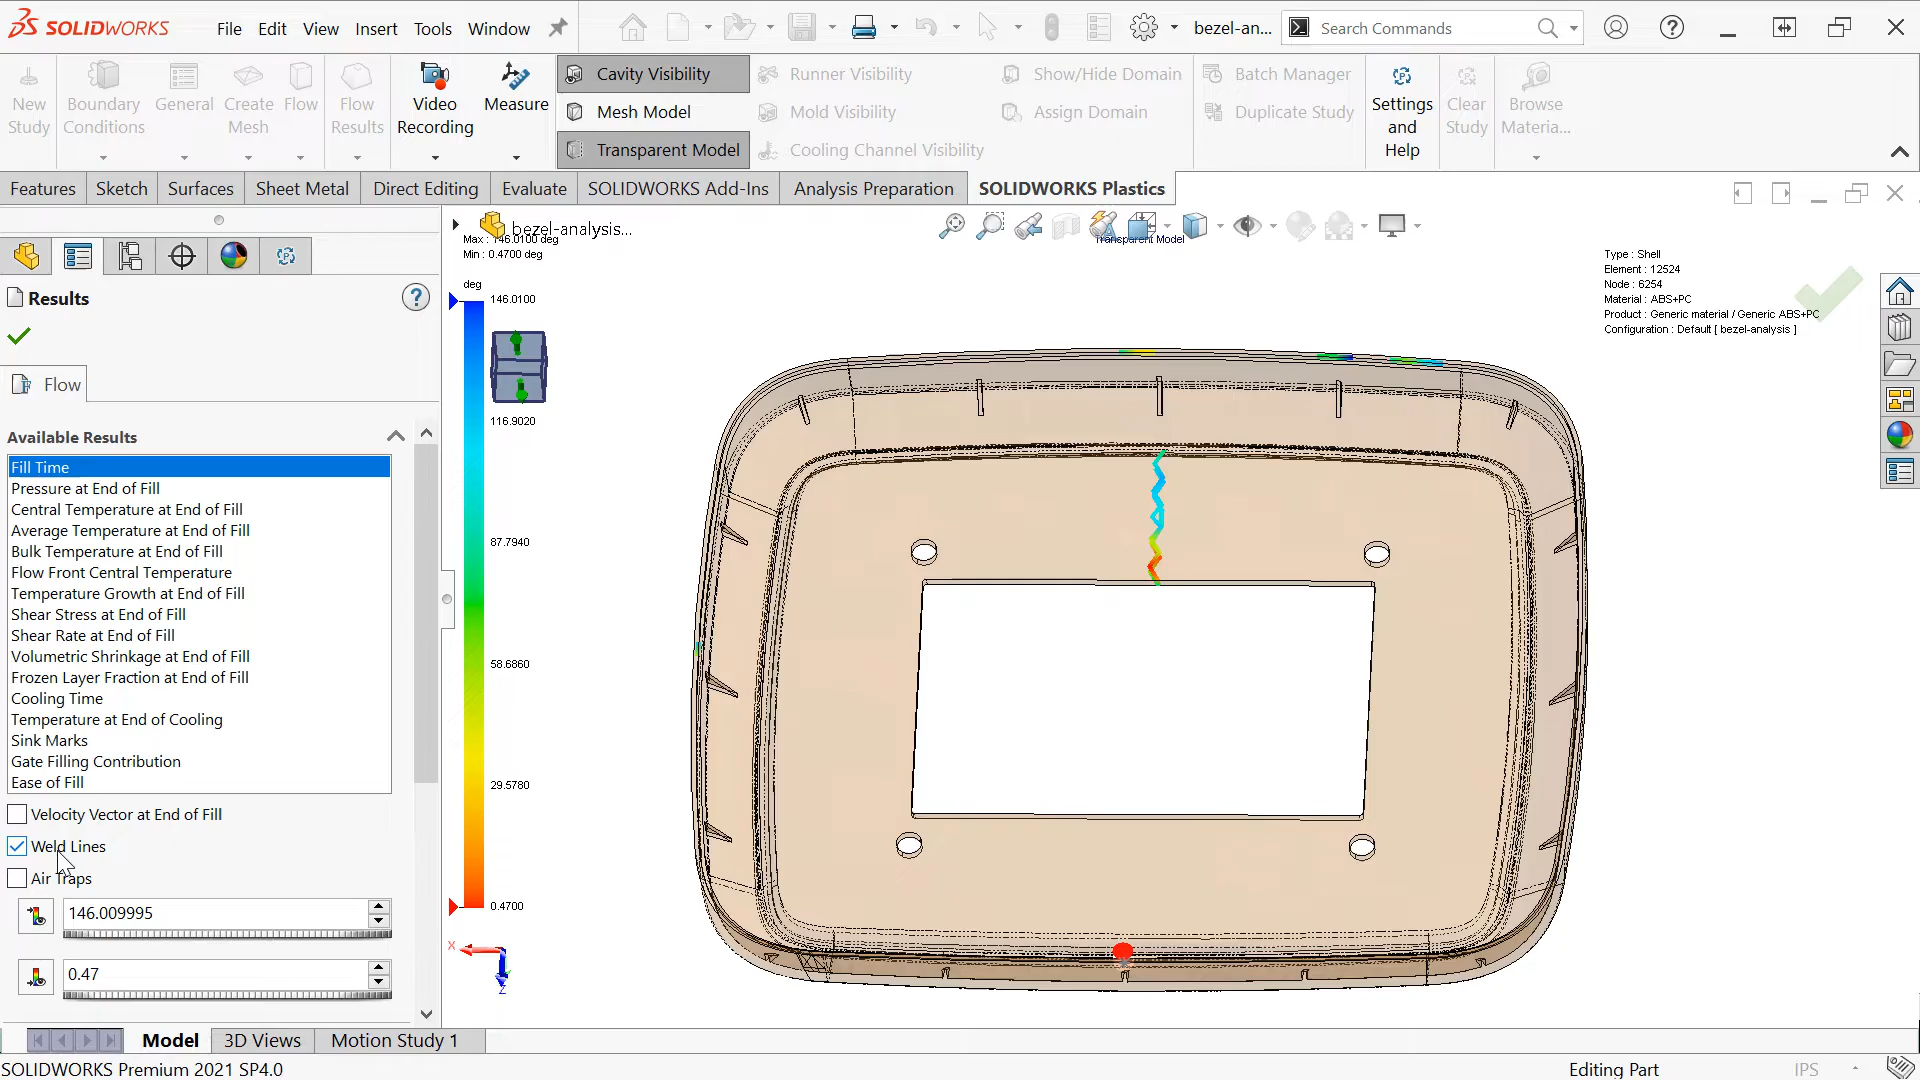 SOLIDWORKS
File Edit View Insert Tools Window
bezel-an...
Search Commands
New Study
Boundary Conditions
General
Create Mesh
Flow
Flow Results
Video Recording
Measure
Cavity Visibility
Mesh Model
Transparent Model
Runner Visibility
Mold Visibility
Cooling Channel Visibility
Show/Hide Domain
Assign Domain
Batch Manager
Duplicate Study
Settings and Help
Clear Study
Browse Materia...
Features Sketch Surfaces Sheet Metal Direct Editing Evaluate SOLIDWORKS Add-Ins Analysis Preparation SOLIDWORKS Plastics
bezel-analysis...
Max : 146.0100 deg
Min : 0.4700 deg
Transparent Model
Type : Shell
Element : 12524
Node : 6254
Material : ABS+PC
Product : Generic material / Generic ABS+PC
Configuration : Default [ bezel-analysis ]
deg
146.0100
116.9020
87.7940
58.6860
29.5780
0.4700
X
Z
Results
Flow
Available Results
Fill Time
Pressure at End of Fill
Central Temperature at End of Fill
Average Temperature at End of Fill
Bulk Temperature at End of Fill
Flow Front Central Temperature
Temperature Growth at End of Fill
Shear Stress at End of Fill
Shear Rate at End of Fill
Volumetric Shrinkage at End of Fill
Frozen Layer Fraction at End of Fill
Cooling Time
Temperature at End of Cooling
Sink Marks
Gate Filling Contribution
Ease of Fill
Velocity Vector at End of Fill
Weld Lines
Air Traps
146.009995
0.47
Model 3D Views Motion Study 1
SOLIDWORKS Premium 2021 SP4.0
Editing Part
IPS